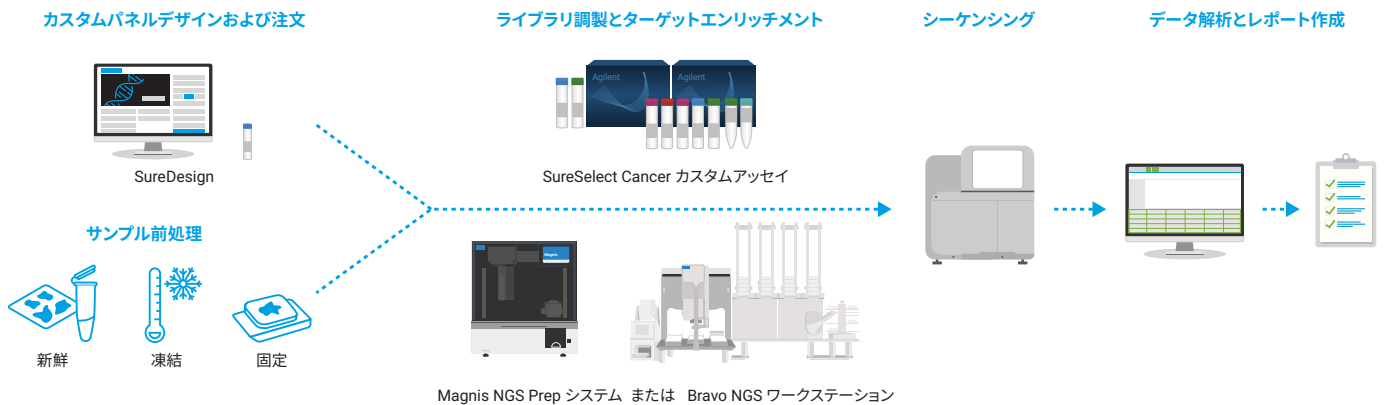 カスタムパネルデザインおよび注文
ライブラリ調製とターゲットエンリッチメント
シーケンシング
データ解析とレポート作成
Agilent
Agilent
SureDesign
SureSelect Cancer カスタムアッセイ
サンプル前処理
Magnis
新鮮
凍結
固定
Magnis NGS Prep システム または Bravo NGS ワークステーション